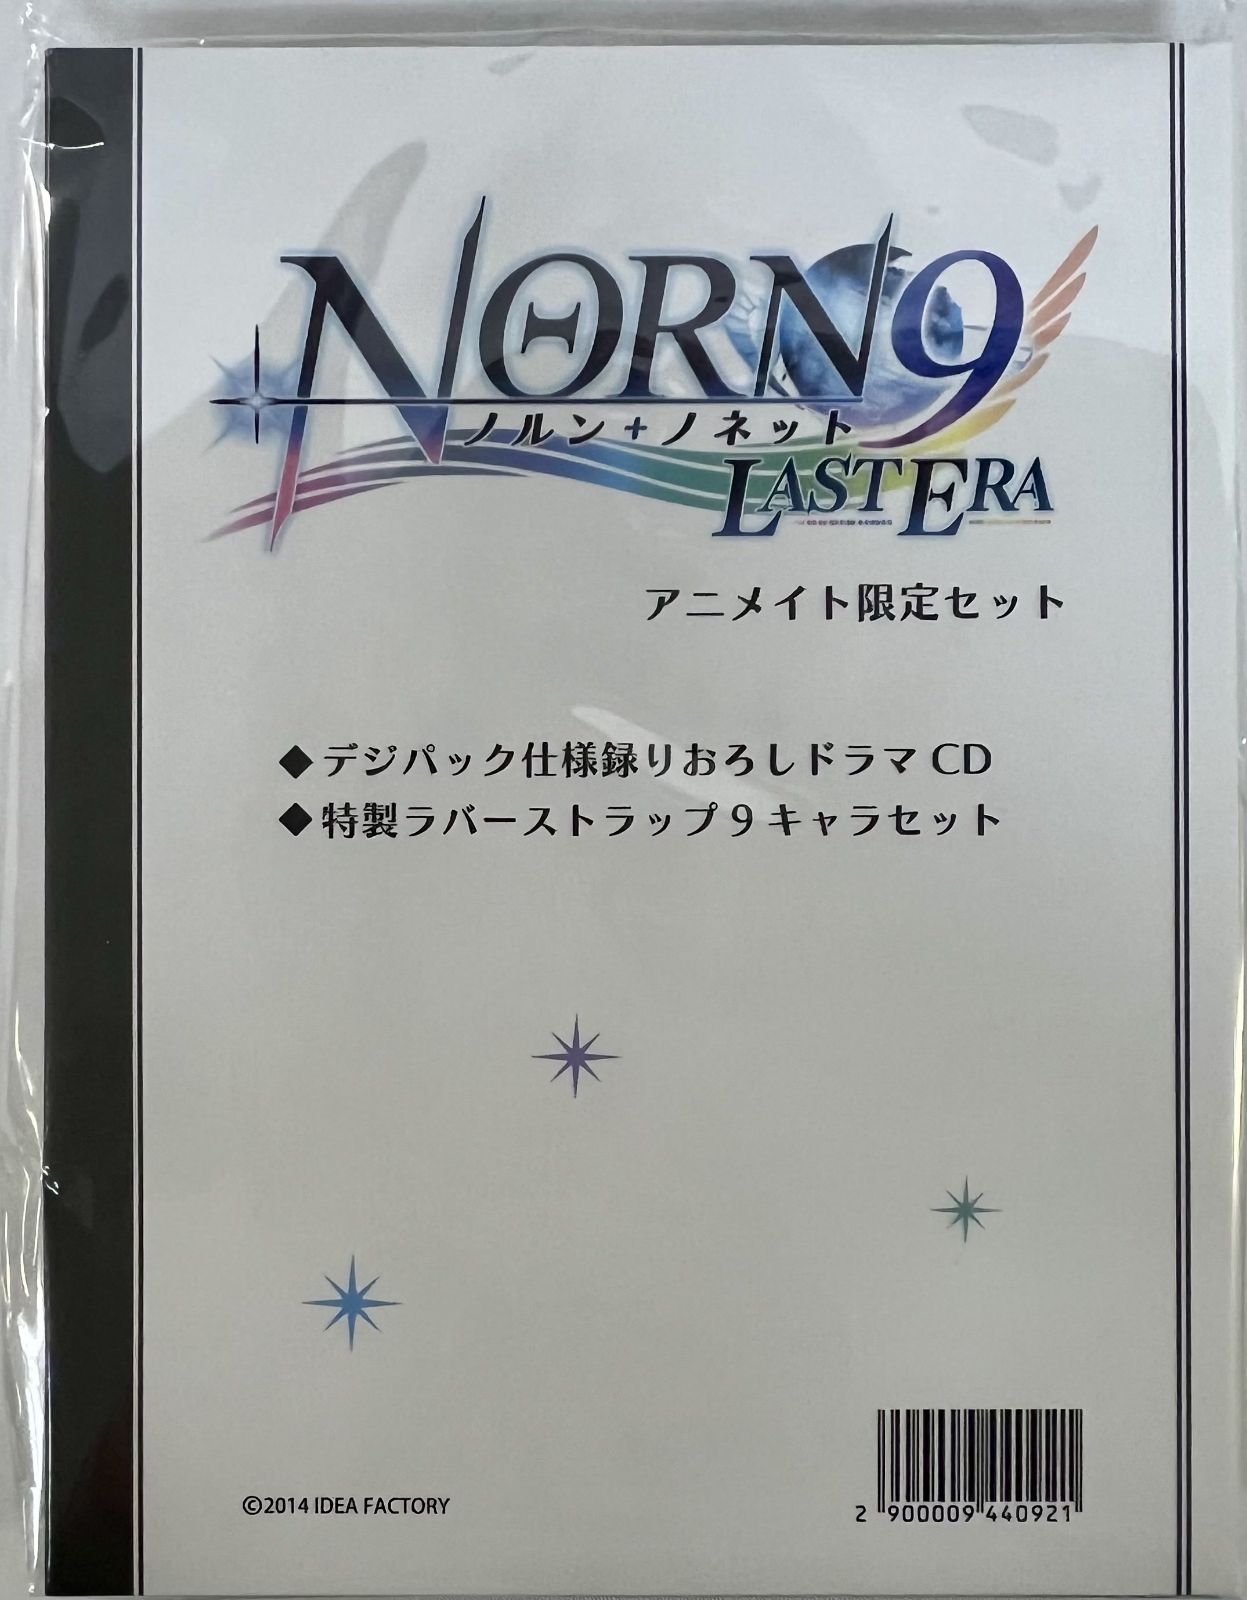 NORN9
ノルン+ノネット
LAST ERA
アニメイト限定セット
◆デジパック仕様録りおろしドラマCD
◆特製ラバーストラップ9キャラセット
©2014 IDEA FACTORY
2 900009 440921